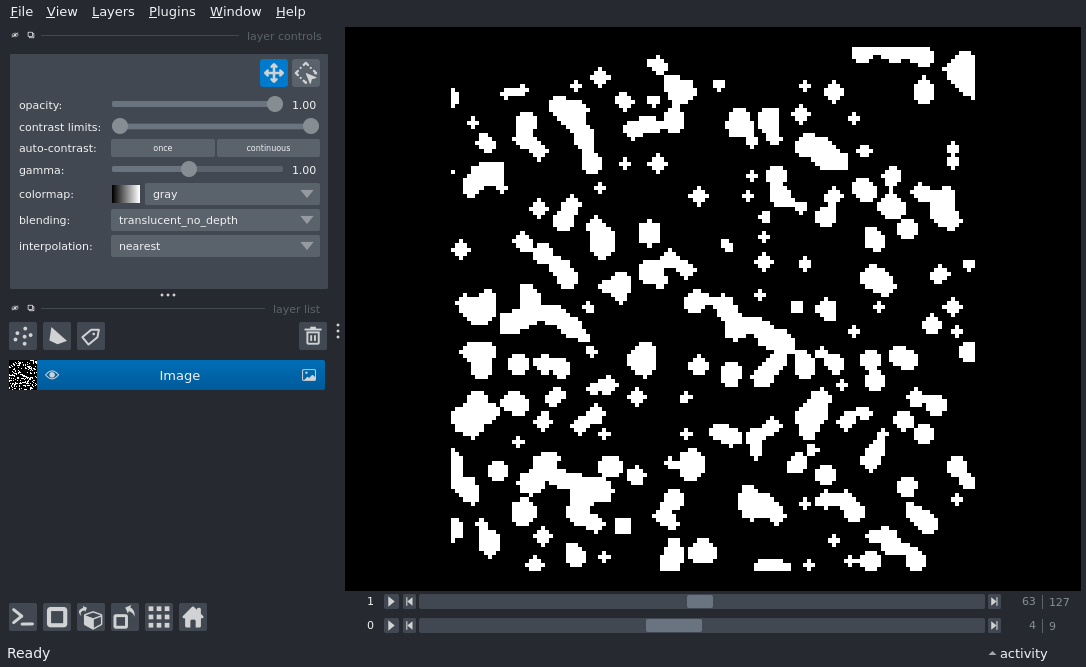 File View Layers Plugins Window Help
layer controls
opacity: 1.00
contrast limits:
auto-contrast: once continuous
gamma: 1.00
colormap: gray
blending: translucent_no_depth
interpolation: nearest
layer list
Image
1 63 127
0 4 9
Ready activity